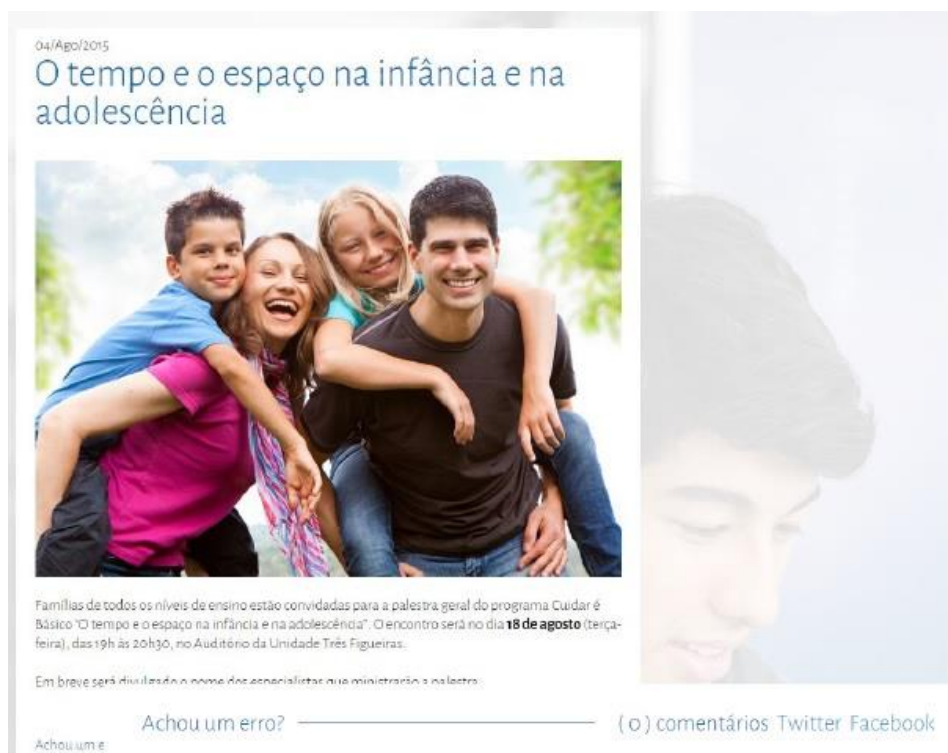 04/Ago/2015
O tempo e o espaço na infância e na
adolescência
Famílias de todos os níveis de ensino estão convidadas para a palestra geral do programa Cuidar é
Básico "O tempo e o espaço na infância e na adolescência". O encontro será no dia 18 de agosto (terça-
feira), das 19h às 20h30, no Auditório da Unidade Três Figueiras.
Em breve será divulgado o nome dos especialistas que ministrarão a palestra
Achou um erro? (0) comentários Twitter Facebook
Achou um e